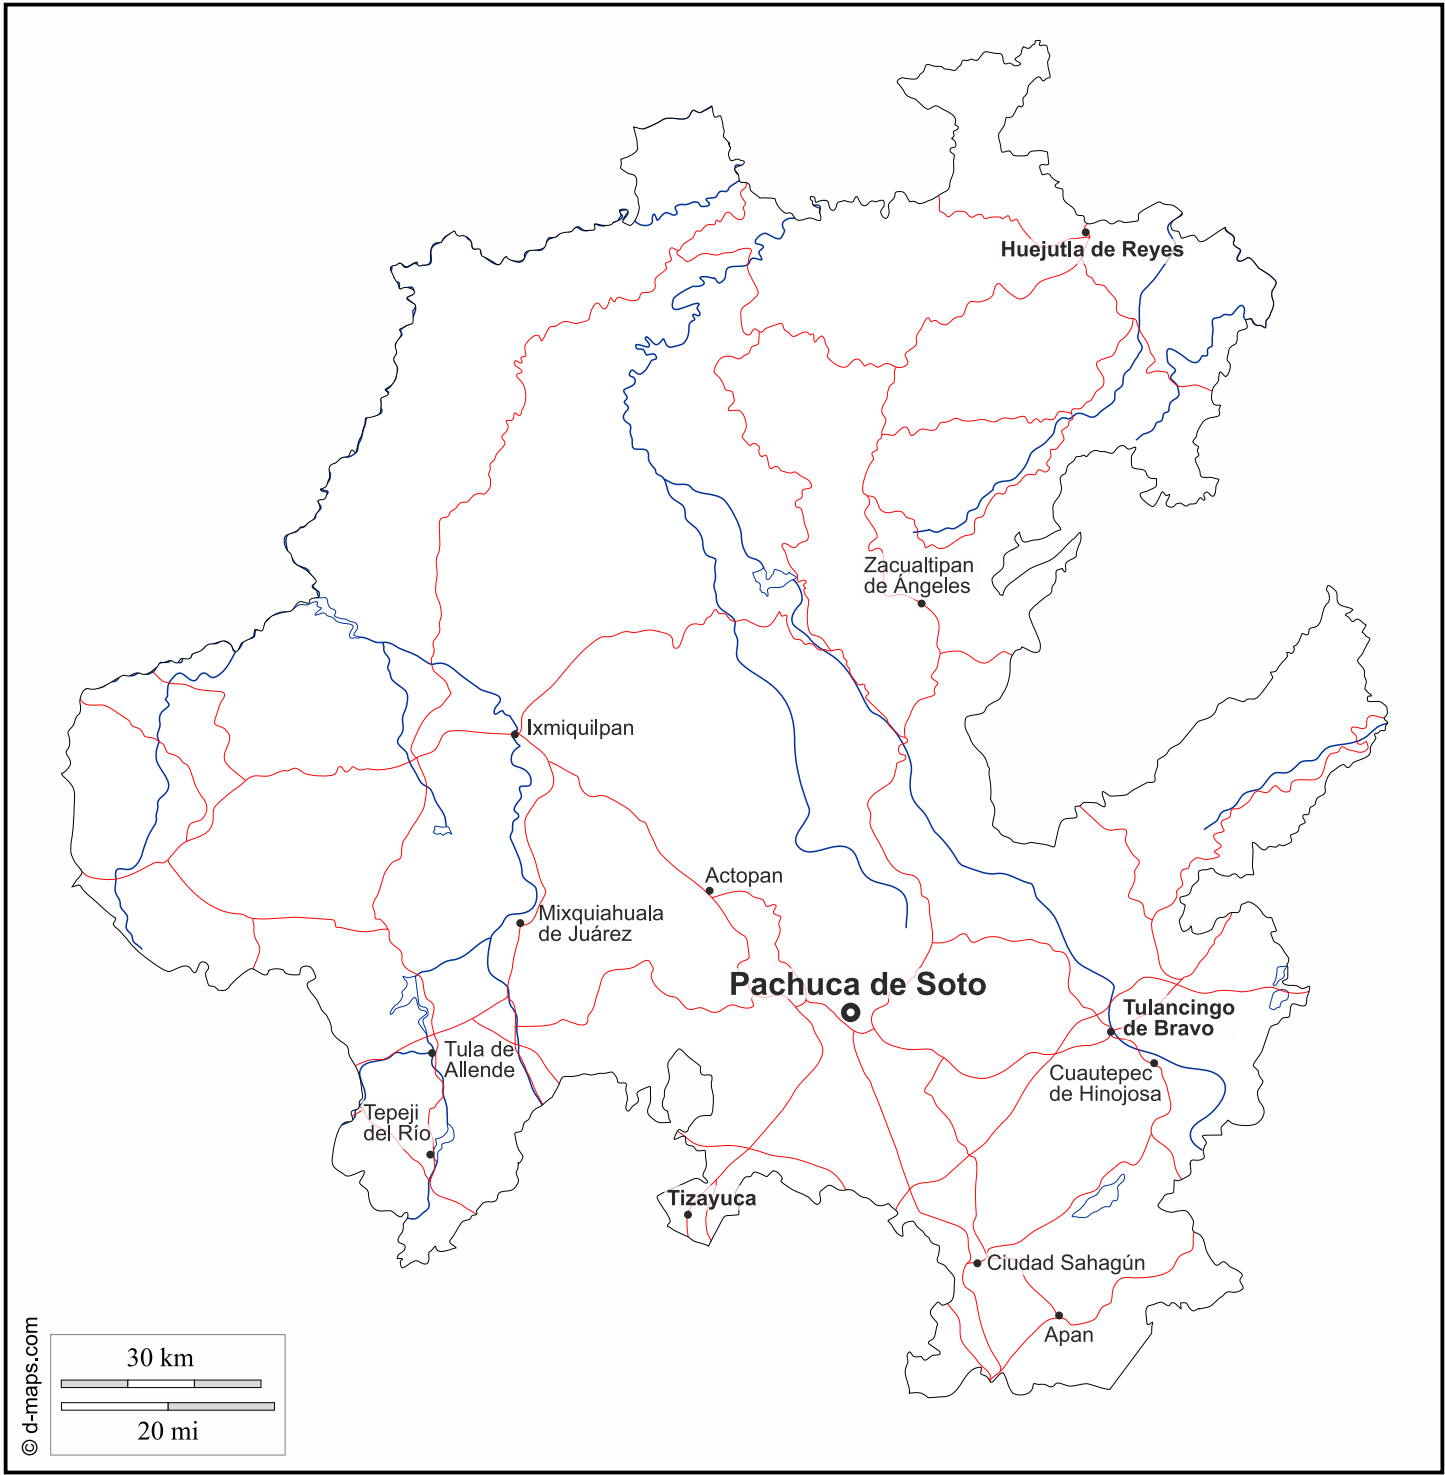 Huejutla de Reyes
Zacualtipan
de Ángeles
Ixmiquilpan
Actopan
Mixquiahuala
de Juárez
Pachuca de Soto
Tulancingo
de Bravo
Tula de
Allende
Cuautepec
de Hinojosa
Tepeji
del Río
Tizayuca
Ciudad Sahagún
Apan
30 km
20 mi
© d-maps.com